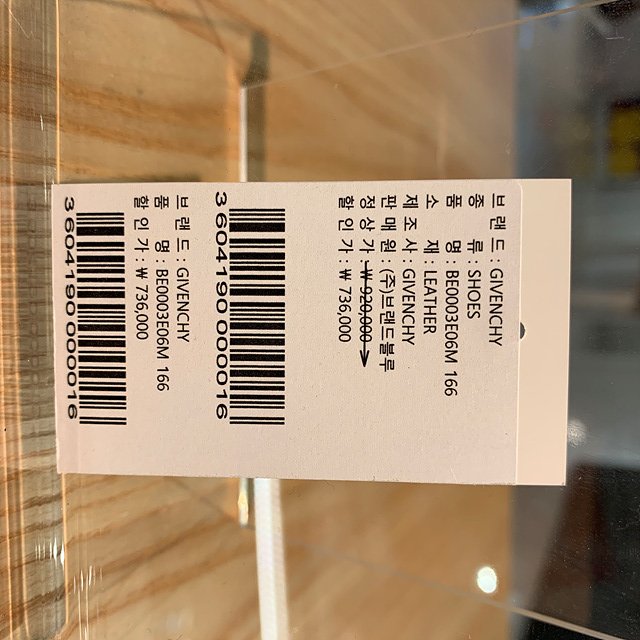 브 랜 드 : GIVENCHY
종 류 : SHOES
품 명 : BE0003E06M 166
소 재 : LEATHER
제 조 사 : GIVENCHY
판 매 원 : (주)브랜드블루
정 상 가 : ₩ 920,000
할 인 가 : ₩ 736,000
3 604190 000016
브 랜 드 : GIVENCHY
품 명 : BE0003E06M 166
할 인 가 : ₩ 736,000
3 604190 000016